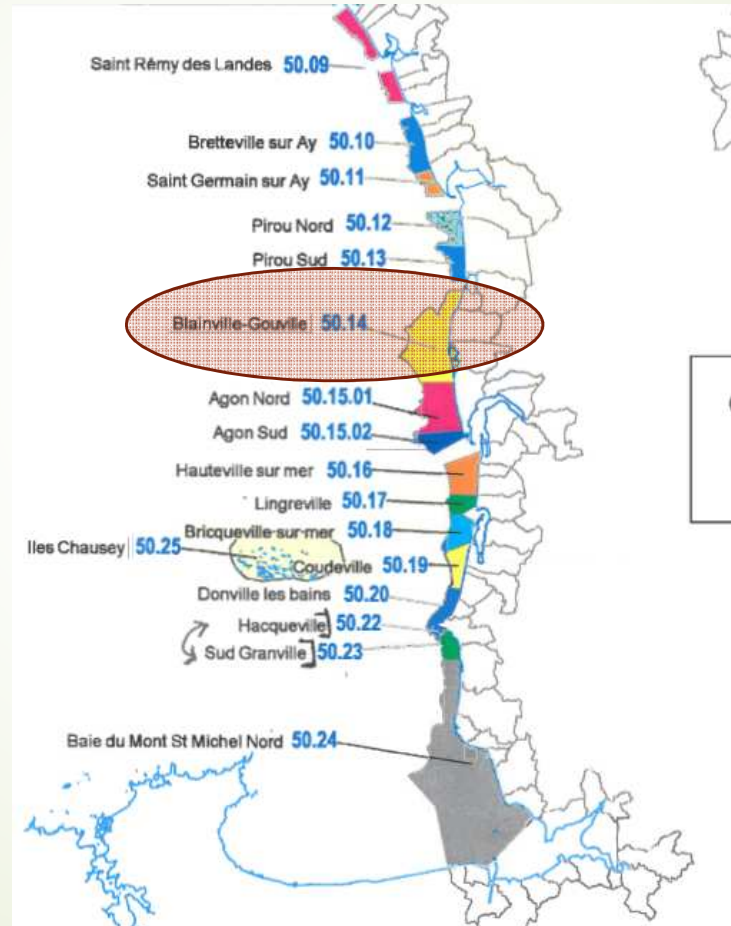 Saint Rémy des Landes 50.09
Bretteville sur Ay 50.10
Saint Germain sur Ay 50.11
Pirou Nord 50.12
Pirou Sud 50.13
Blainville-Gouville 50.14
Agon Nord 50.15.01
Agon Sud 50.15.02
Hauteville sur mer 50.16
Lingreville 50.17
Bricqueville-sur-mer 50.18
Iles Chausey 50.25
Coudeville 50.19
Donville les bains 50.20
Hacqueville 50.22
Sud Granville 50.23
Baie du Mont St Michel Nord 50.24